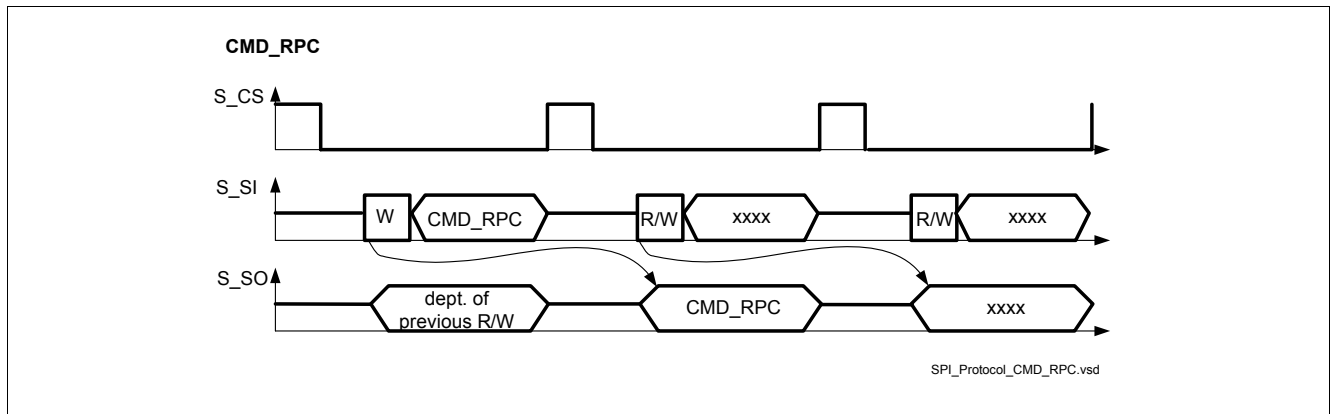 CMD_RPC
S_CS
S_SI
W
CMD_RPC
R/W
xxxx
R/W
xxxx
S_SO
dept. of
previous R/W
CMD_RPC
xxxx
SPI_Protocol_CMD_RPC.vsd